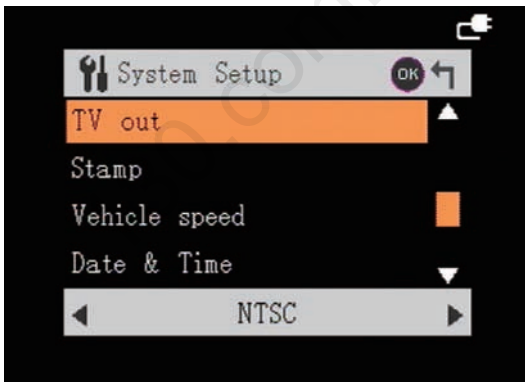 System Setup OK
TV out
Stamp
Vehicle speed
Date & Time
NTSC